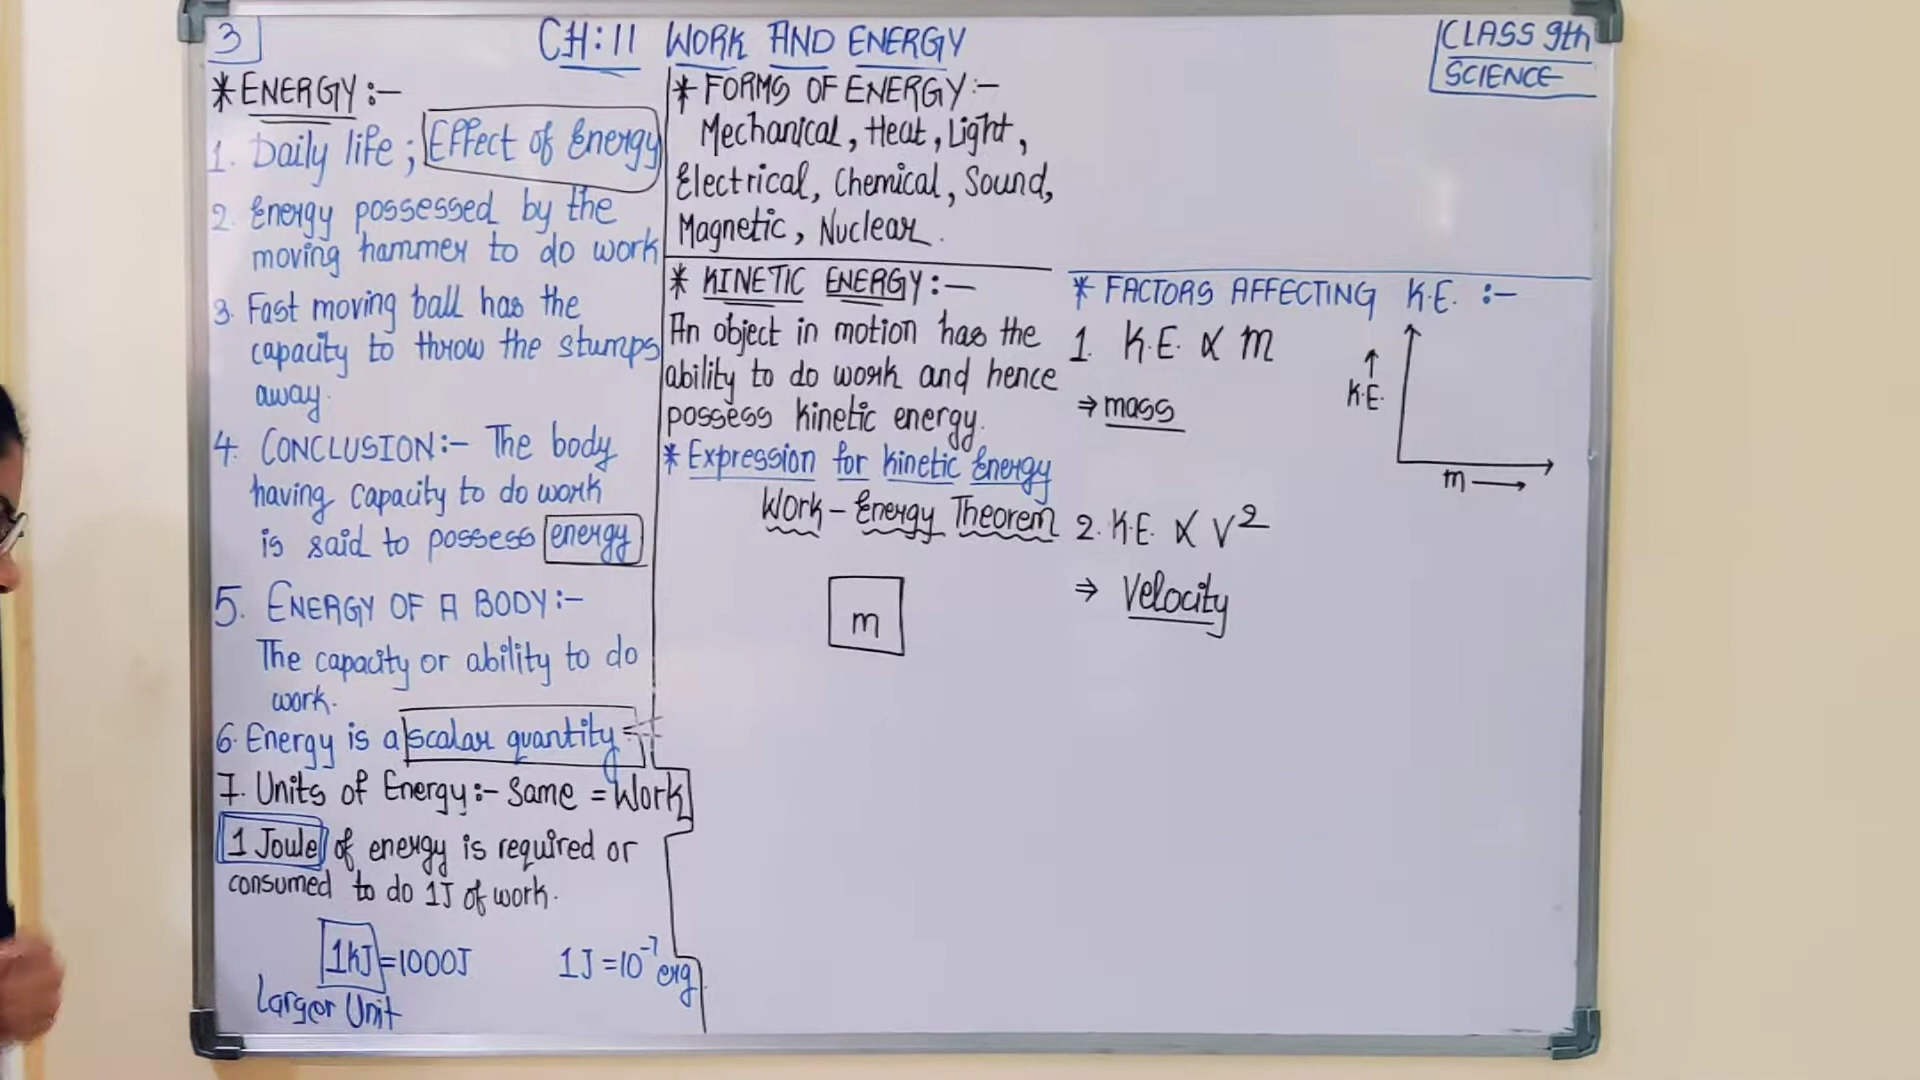 3
CH:11 WORK AND ENERGY
CLASS 9th
SCIENCE
* ENERGY:-
1. Daily life ; Effect of Energy
2. Energy possessed by the
moving hammer to do work
3. Fast moving ball has the
capacity to throw the stumps
away.
4. CONCLUSION:- The body
having capacity to do work
is said to possess energy
5. ENERGY OF A BODY:-
The capacity or ability to do
work.
6. Energy is a scalar quantity
7. Units of Energy:- Same = Work
1 Joule of energy is required or
consumed to do 1J of work.
1kJ =1000J
Larger Unit
1J =10⁻⁷ erg
* FORMS OF ENERGY:-
Mechanical, Heat, Light,
Electrical, Chemical, Sound,
Magnetic, Nuclear.
* KINETIC ENERGY:-
An object in motion has the
ability to do work and hence
possess kinetic energy.
* Expression for kinetic Energy
Work - Energy Theorem
m
* FACTORS AFFECTING K.E. :-
1. K.E. ∝ m
⇒ mass
↑
K.E.
m →
2. K.E. ∝ V²
⇒ Velocity